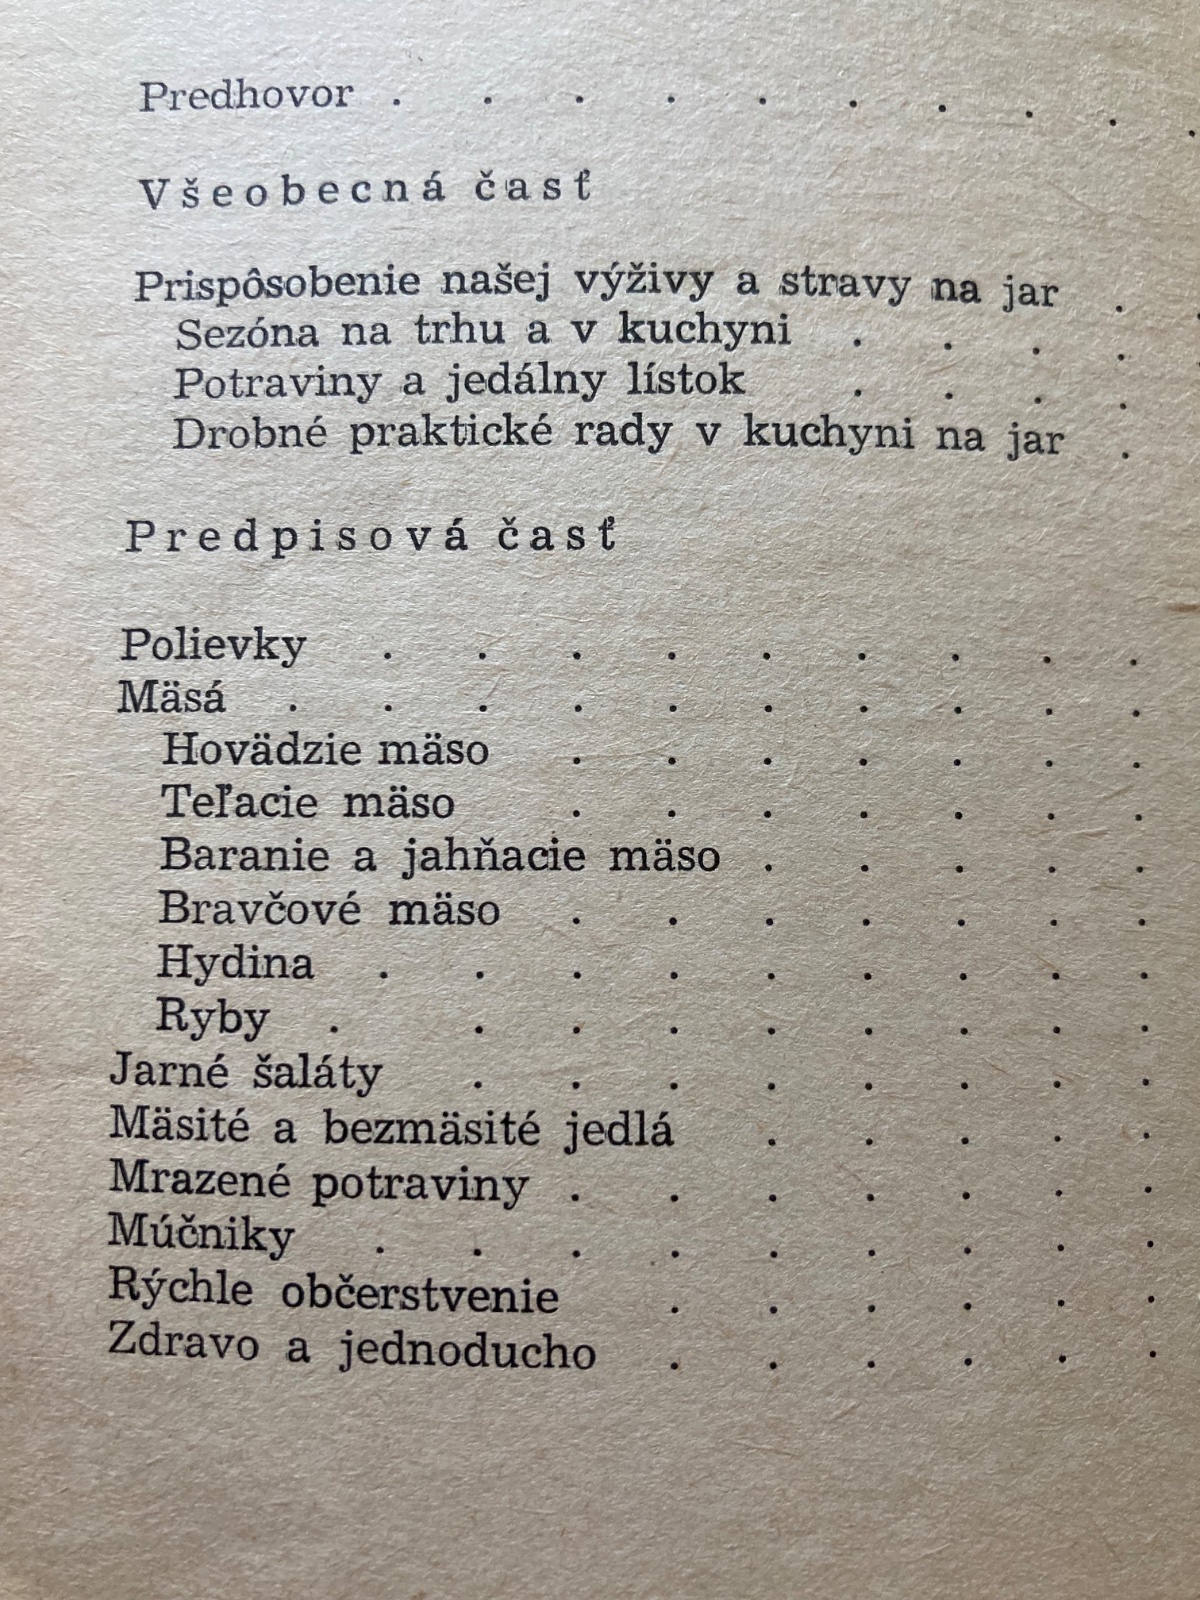 Predhovor . . . . . . . . . .
Všeobecná časť
Prispôsobenie našej výživy a stravy na jar . .
Sezóna na trhu a v kuchyni . . . . .
Potraviny a jedálny lístok . . . .
Drobné praktické rady v kuchyni na jar .
Predpisová časť
Polievky . . . . . . . . .
Mäsá . . . . . . . . . .
Hovädzie mäso . . . . . . .
Teľacie mäso . . . . . . .
Baranie a jahňacie mäso . . . . .
Bravčové mäso . . . . . . .
Hydina . . . . . . . . .
Ryby . . . . . . . . .
Jarné šaláty . . . . . . . .
Mäsité a bezmäsité jedlá . . . . .
Mrazené potraviny . . . . . . .
Múčniky . . . . . . . . .
Rýchle občerstvenie . . . . . .
Zdravo a jednoducho . . . . . .